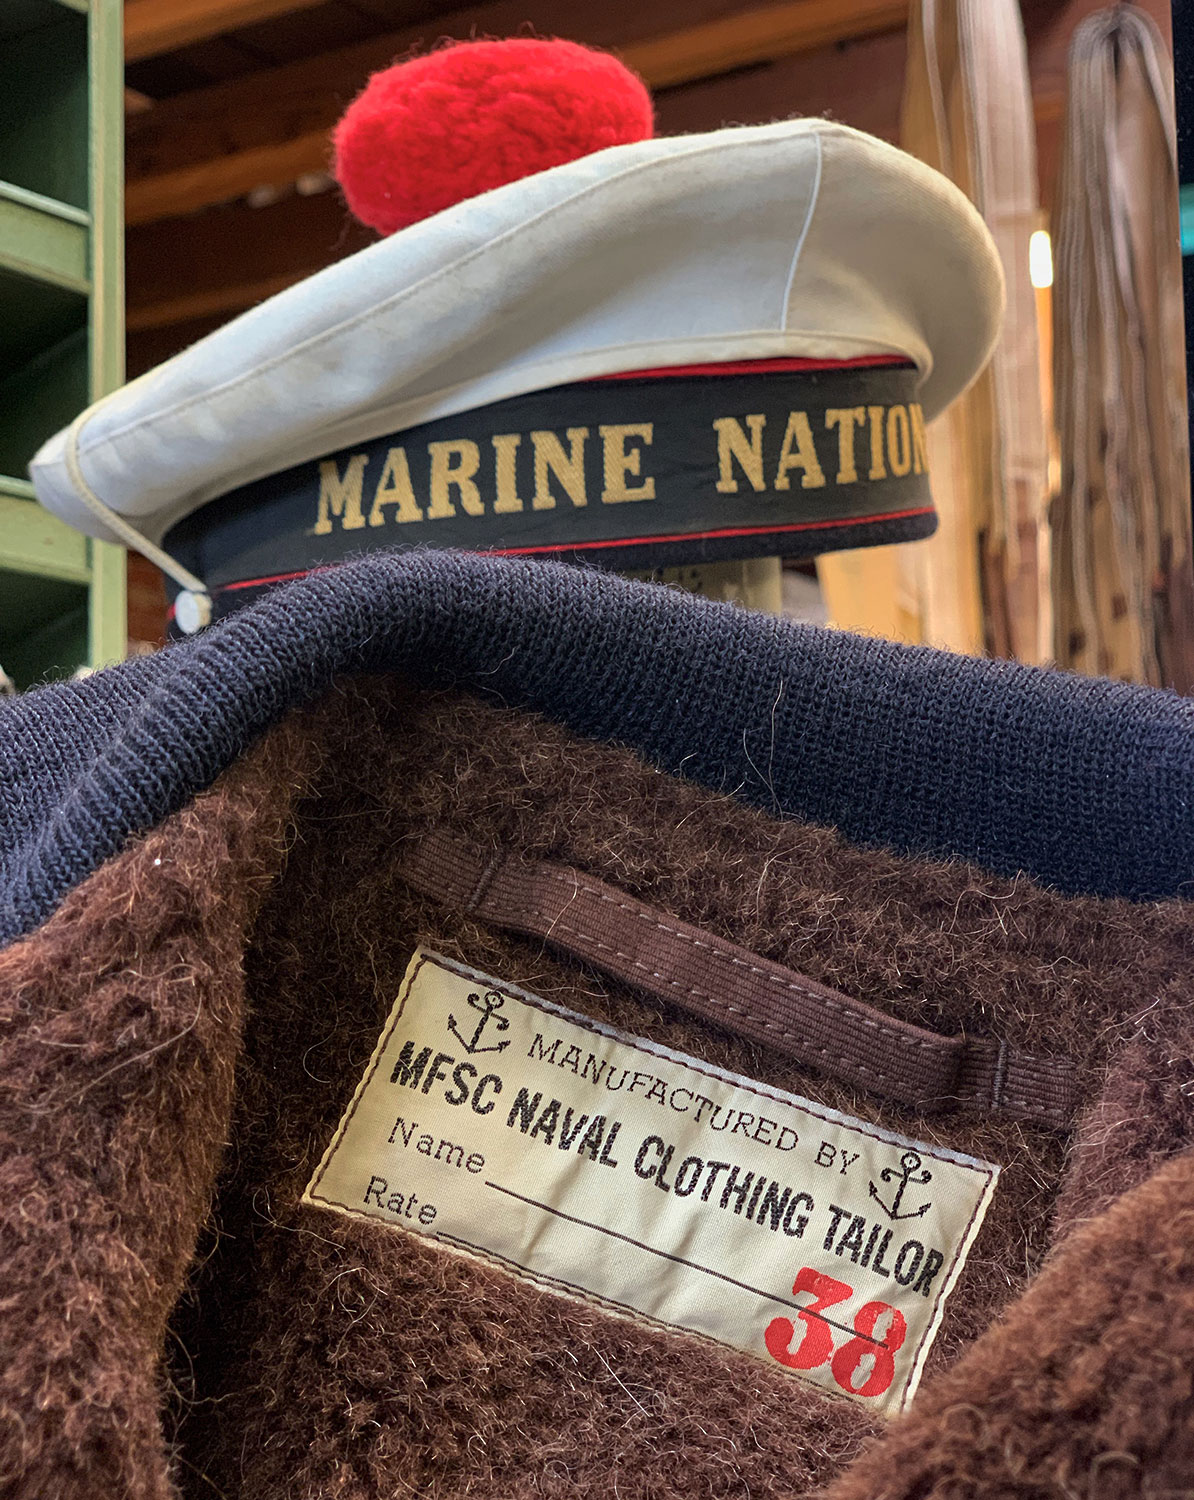 MARINE NATION
MANUFACTURED BY
MFSC NAVAL CLOTHING TAILOR
Name
Rate
38